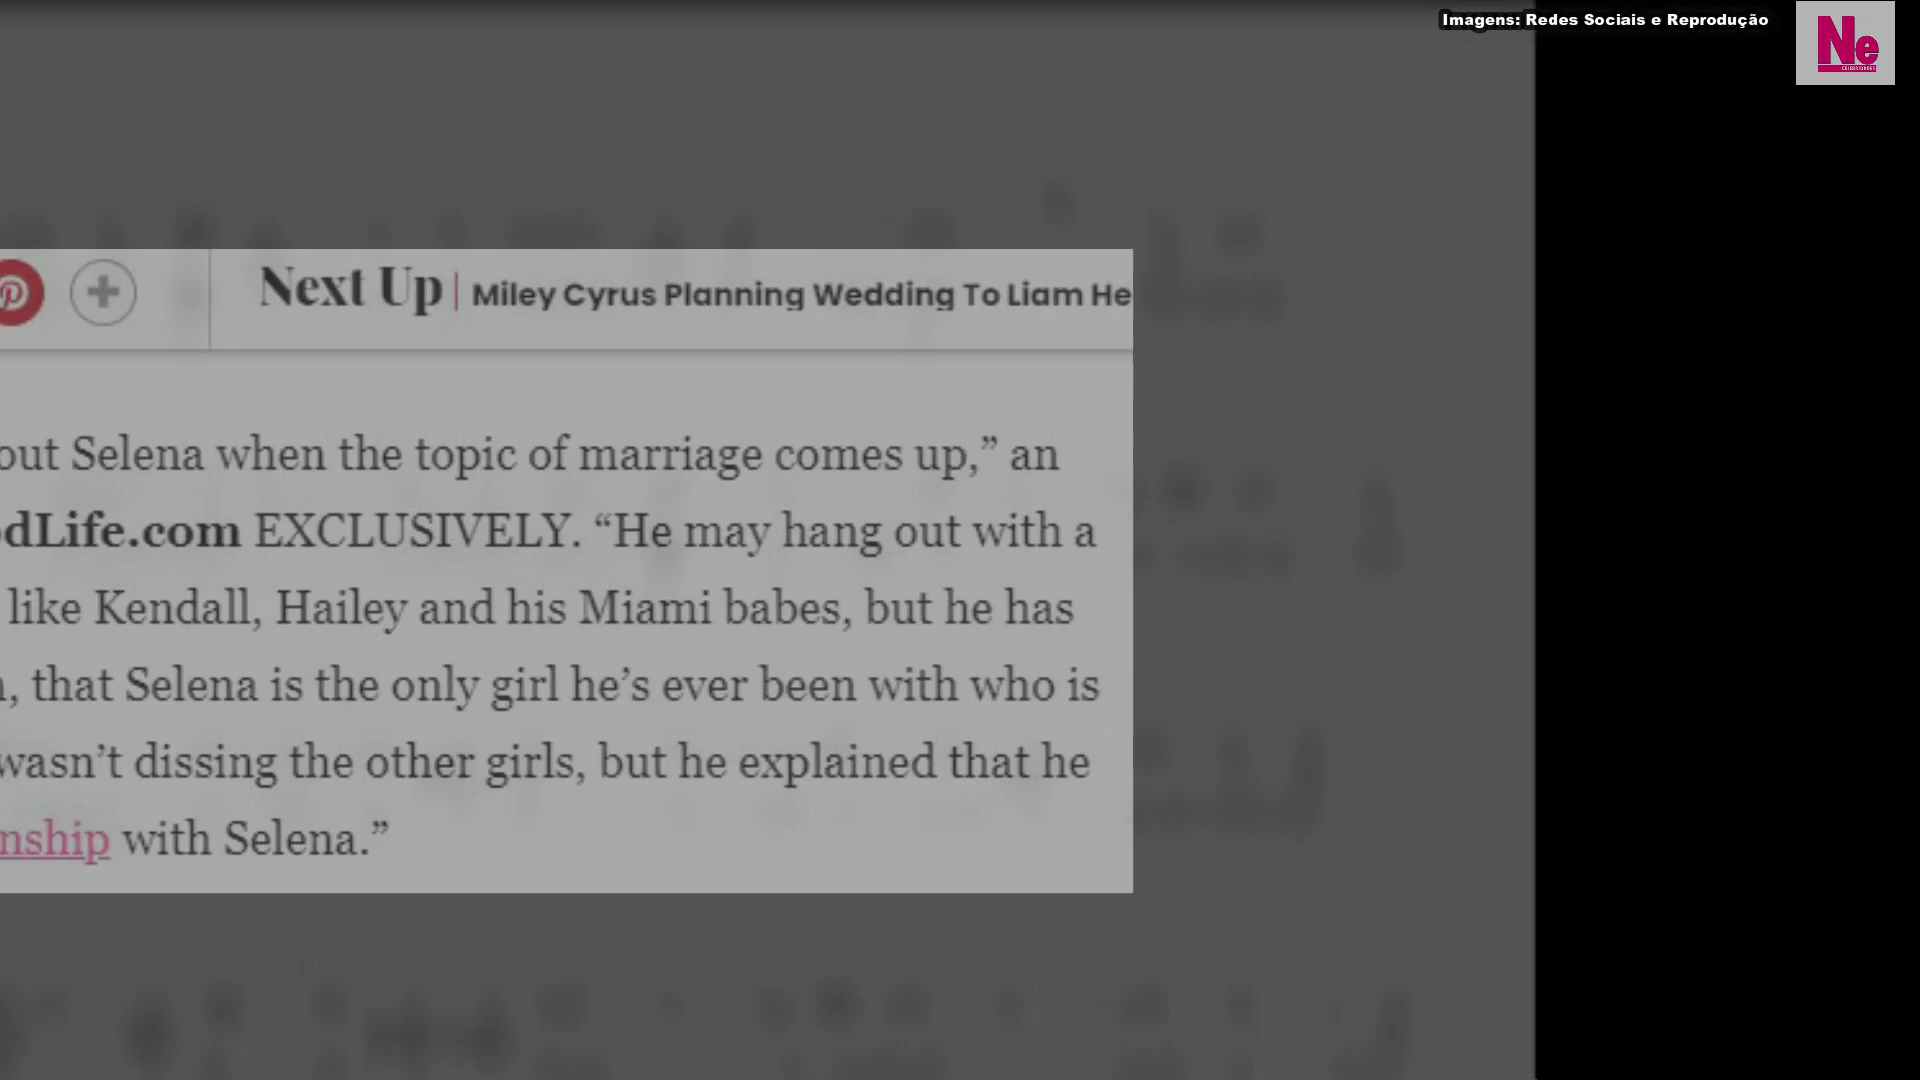 Imagens: Redes Sociais e Reprodução
Ne
CELEBRIDADES
Next Up | Miley Cyrus Planning Wedding To Liam He
out Selena when the topic of marriage comes up,” an
dLife.com EXCLUSIVELY. “He may hang out with a
like Kendall, Hailey and his Miami babes, but he has
, that Selena is the only girl he’s ever been with who is
wasn’t dissing the other girls, but he explained that he
nship with Selena.”